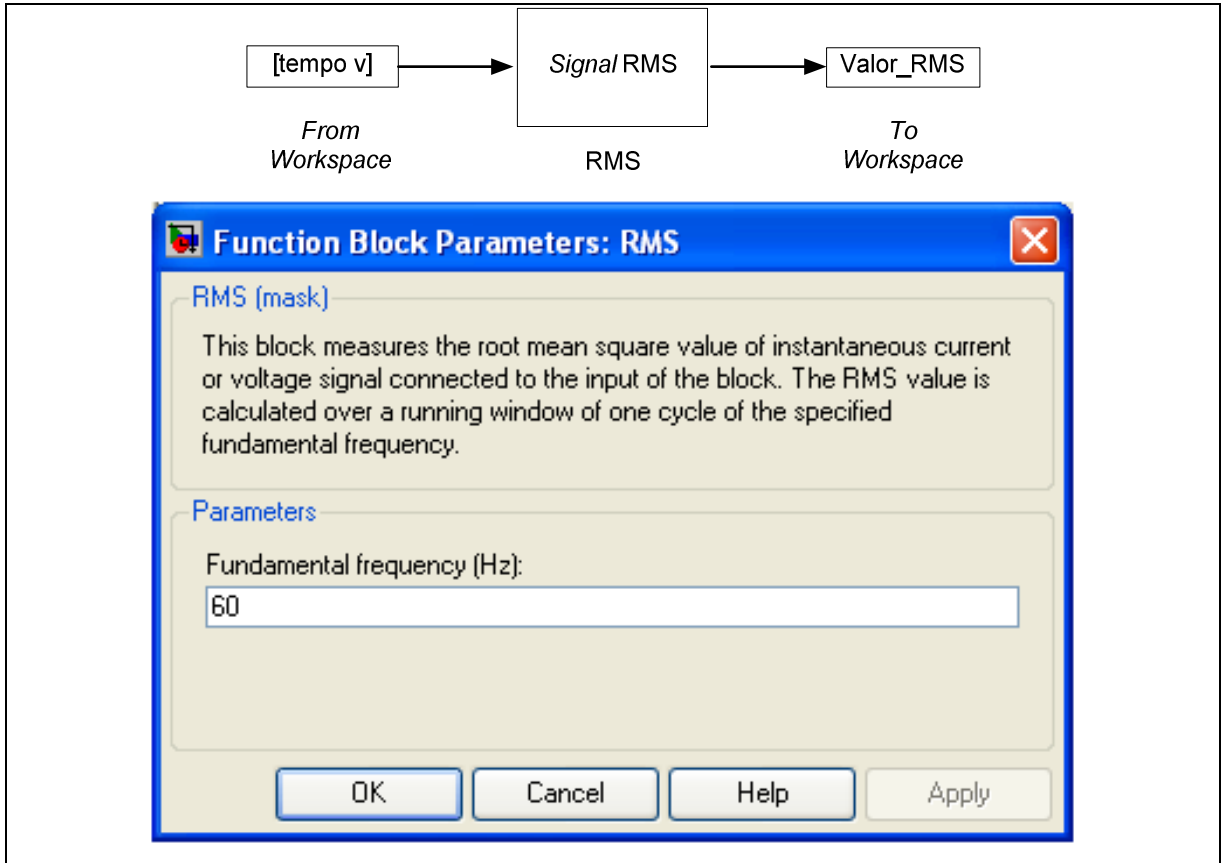 [tempo v]
Signal RMS
Valor_RMS
From
Workspace
RMS
To
Workspace
Function Block Parameters: RMS
RMS (mask)
This block measures the root mean square value of instantaneous current
or voltage signal connected to the input of the block. The RMS value is
calculated over a running window of one cycle of the specified
fundamental frequency.
Parameters
Fundamental frequency (Hz):
60
OK
Cancel
Help
Apply